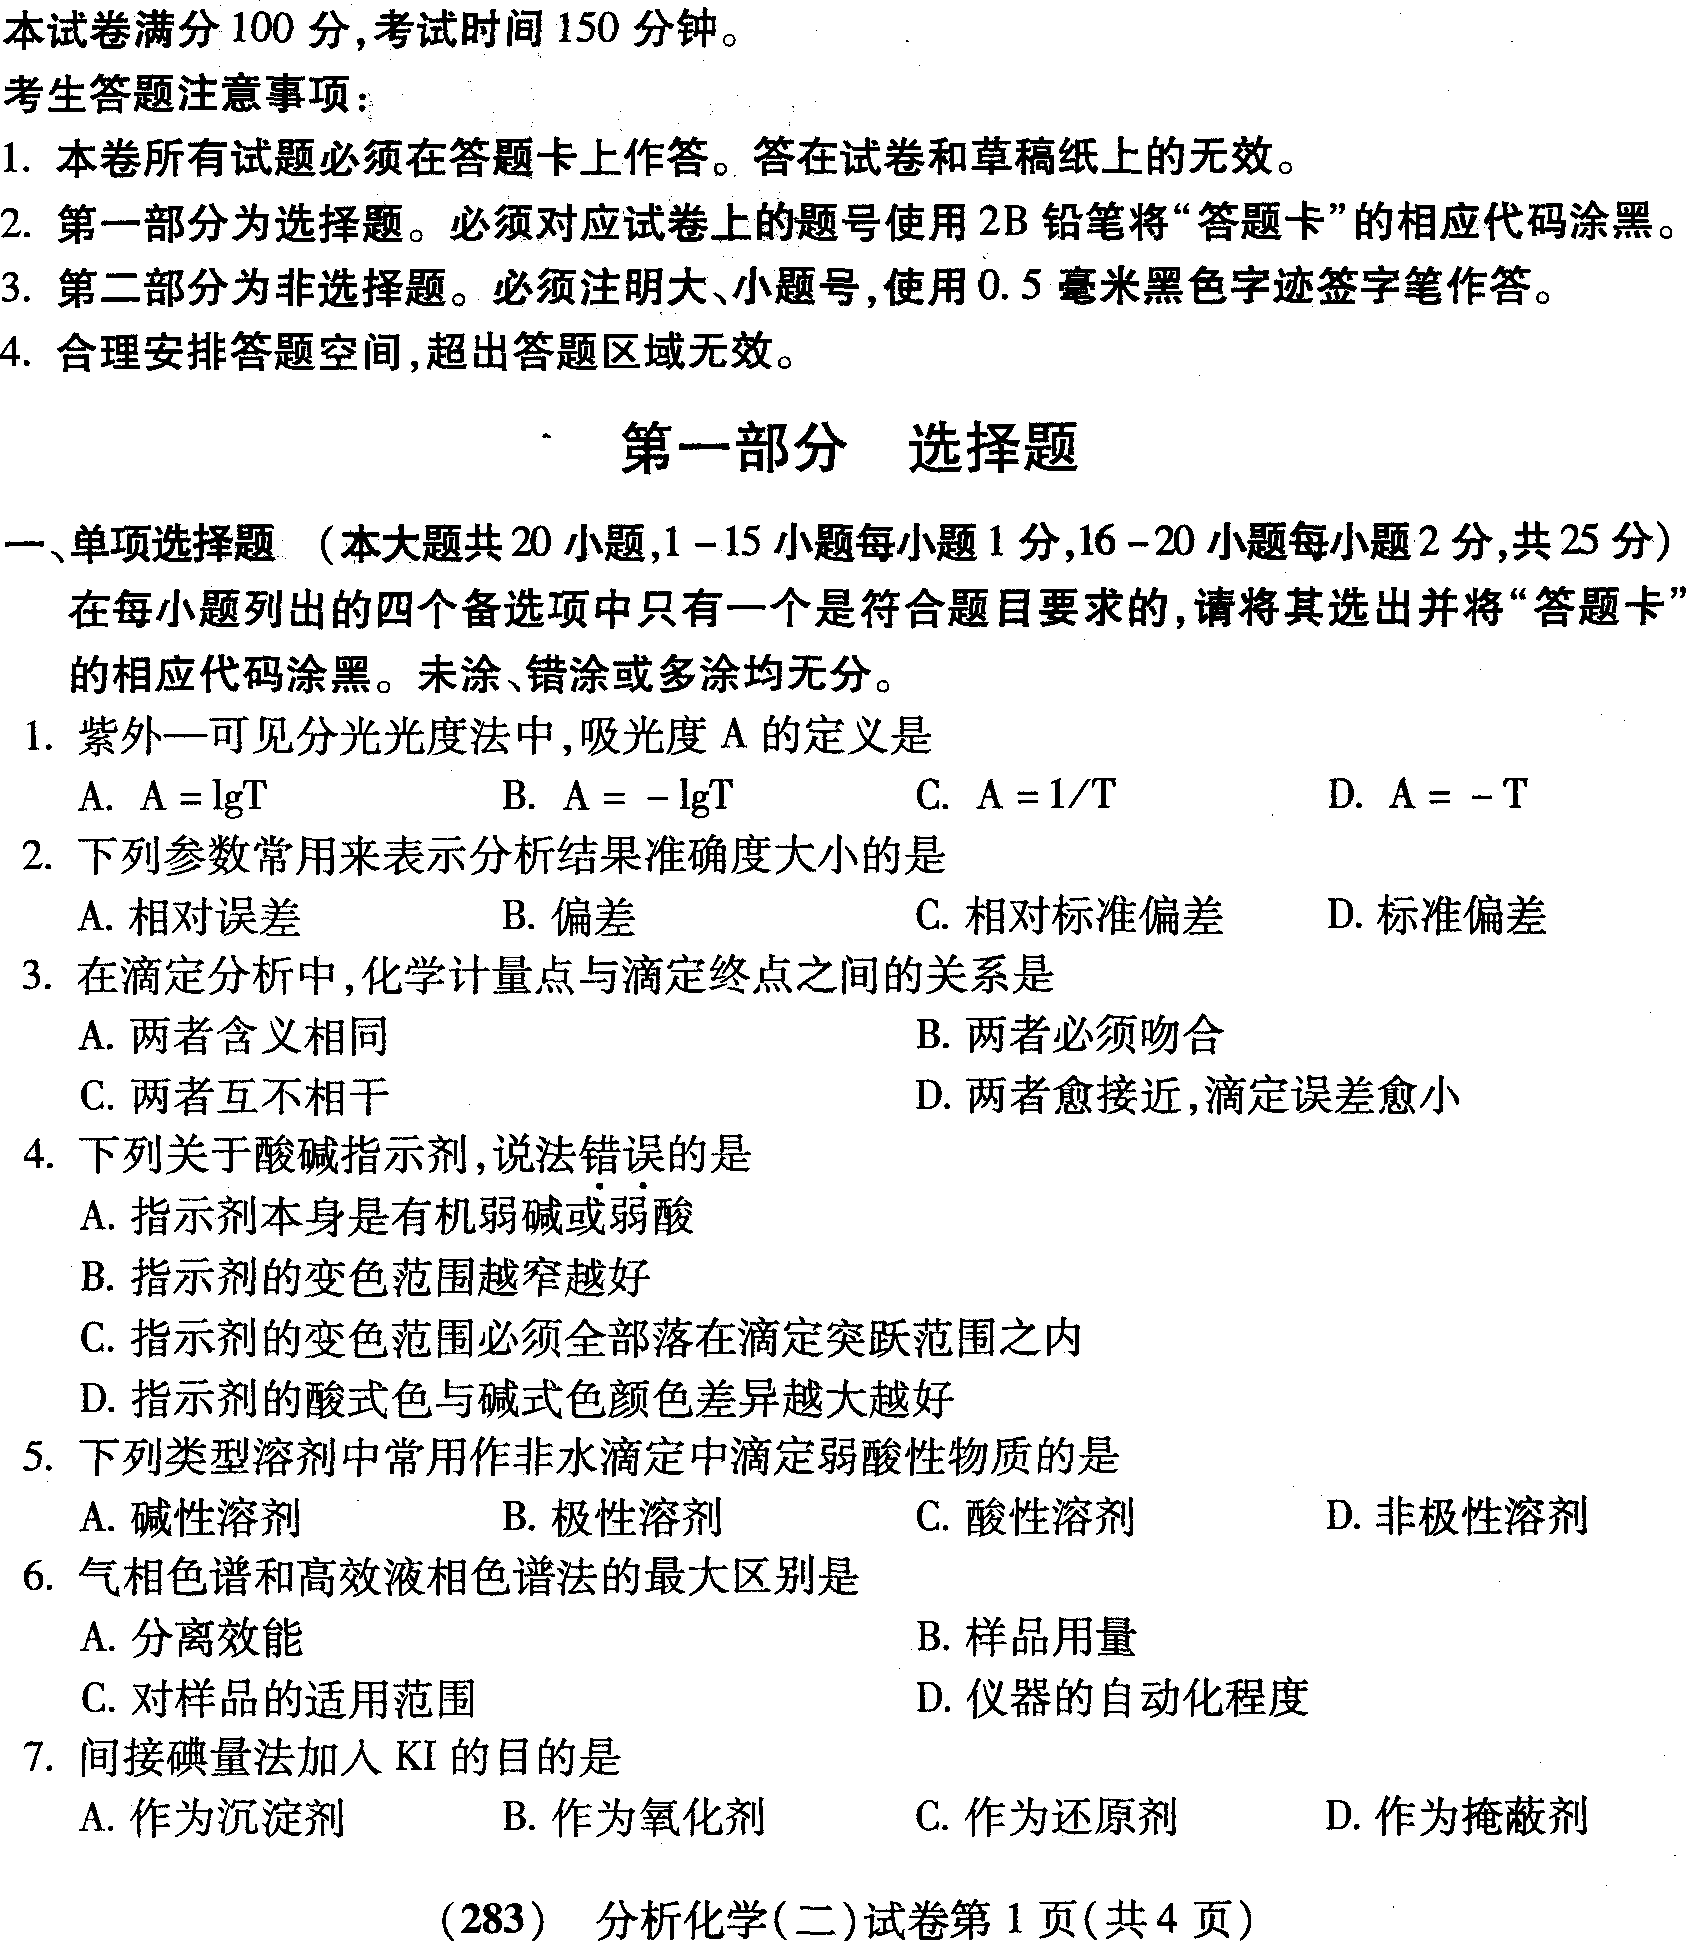 本试卷满分 100 分,考试时间 150 分钟。
考生答题注意事项:
1. 本卷所有试题必须在答题卡上作答。答在试卷和草稿纸上的无效。
2. 第一部分为选择题。必须对应试卷上的题号使用 2B 铅笔将“答题卡”的相应代码涂黑。
3. 第二部分为非选择题。必须注明大、小题号,使用 0. 5 毫米黑色字迹签字笔作答。
4. 合理安排答题空间,超出答题区域无效。
第一部分 选择题
一、单项选择题 (本大题共 20 小题,1 - 15 小题每小题 1 分,16 - 20 小题每小题 2 分,共 25 分)
在每小题列出的四个备选项中只有一个是符合题目要求的,请将其选出并将“答题卡”
的相应代码涂黑。未涂、错涂或多涂均无分。
1. 紫外—可见分光光度法中,吸光度 A 的定义是
A. A = lgT B. A = - lgT C. A = 1/T D. A = - T
2. 下列参数常用来表示分析结果准确度大小的是
A. 相对误差 B. 偏差 C. 相对标准偏差 D. 标准偏差
3. 在滴定分析中,化学计量点与滴定终点之间的关系是
A. 两者含义相同 B. 两者必须吻合
C. 两者互不相干 D. 两者愈接近,滴定误差愈小
4. 下列关于酸碱指示剂,说法错误的是
A. 指示剂本身是有机弱碱或弱酸
B. 指示剂的变色范围越窄越好
C. 指示剂的变色范围必须全部落在滴定突跃范围之内
D. 指示剂的酸式色与碱式色颜色差异越大越好
5. 下列类型溶剂中常用作非水滴定中滴定弱酸性物质的是
A. 碱性溶剂 B. 极性溶剂 C. 酸性溶剂 D. 非极性溶剂
6. 气相色谱和高效液相色谱法的最大区别是
A. 分离效能 B. 样品用量
C. 对样品的适用范围 D. 仪器的自动化程度
7. 间接碘量法加入 KI 的目的是
A. 作为沉淀剂 B. 作为氧化剂 C. 作为还原剂 D. 作为掩蔽剂
(283) 分析化学(二)试卷第 1 页(共 4 页)